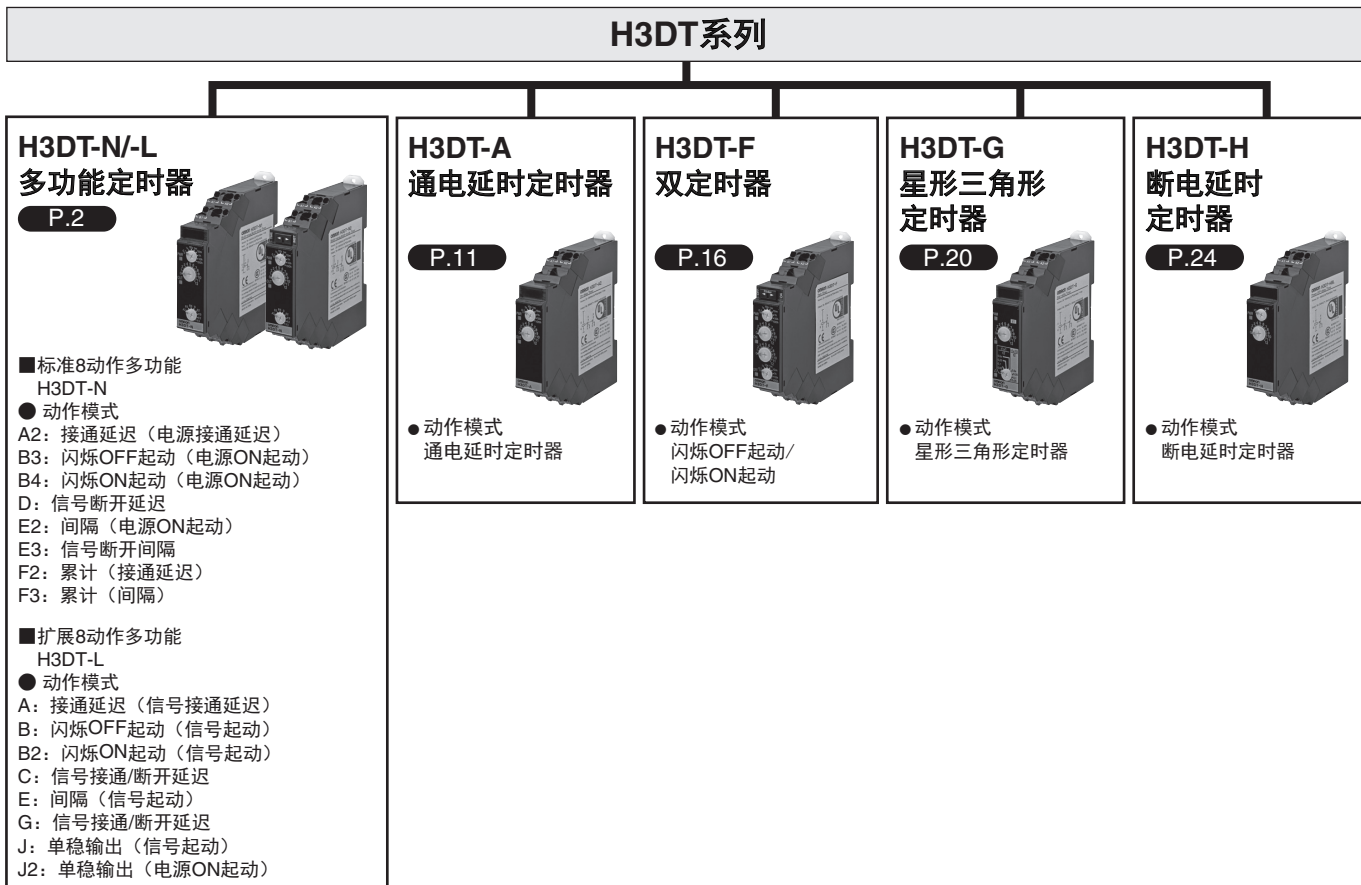 H3DT系列
H3DT-N/-L
多功能定时器
P.2
■标准8动作多功能
H3DT-N
● 动作模式
A2：接通延迟（电源接通延迟）
B3：闪烁OFF起动（电源ON起动）
B4：闪烁ON起动（电源ON起动）
D：信号断开延迟
E2：间隔（电源ON起动）
E3：信号断开间隔
F2：累计（接通延迟）
F3：累计（间隔）
■扩展8动作多功能
H3DT-L
● 动作模式
A：接通延迟（信号接通延迟）
B：闪烁OFF起动（信号起动）
B2：闪烁ON起动（信号起动）
C：信号接通/断开延迟
E：间隔（信号起动）
G：信号接通/断开延迟
J：单稳输出（信号起动）
J2：单稳输出（电源ON起动）
H3DT-A
通电延时定时器
P.11
●动作模式
通电延时定时器
H3DT-F
双定时器
P.16
●动作模式
闪烁OFF起动/
闪烁ON起动
H3DT-G
星形三角形
定时器
P.20
●动作模式
星形三角形定时器
H3DT-H
断电延时
定时器
P.24
●动作模式
断电延时定时器